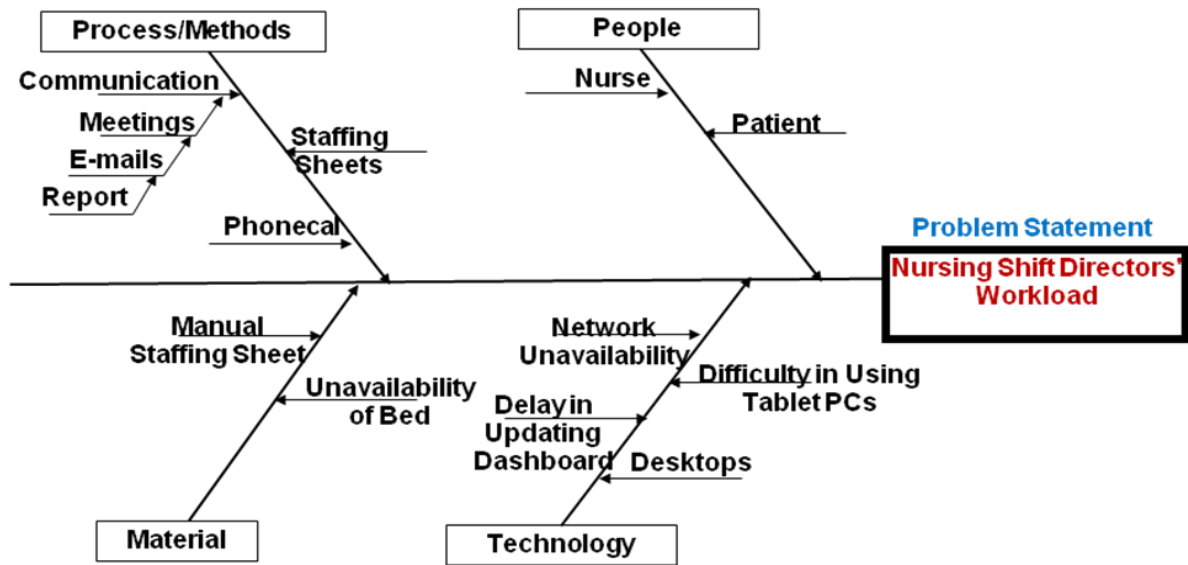 Process/Methods
People
Communication
Nurse
Meetings
Patient
Staffing
Sheets
E-mails
Report
Phonecal
Problem Statement
Nursing Shift Directors'
Workload
Manual
Staffing Sheet
Network
Unavailability
Unavailability
of Bed
Difficulty in Using
Tablet PCs
Delay in
Updating
Dashboard
Desktops
Material
Technology